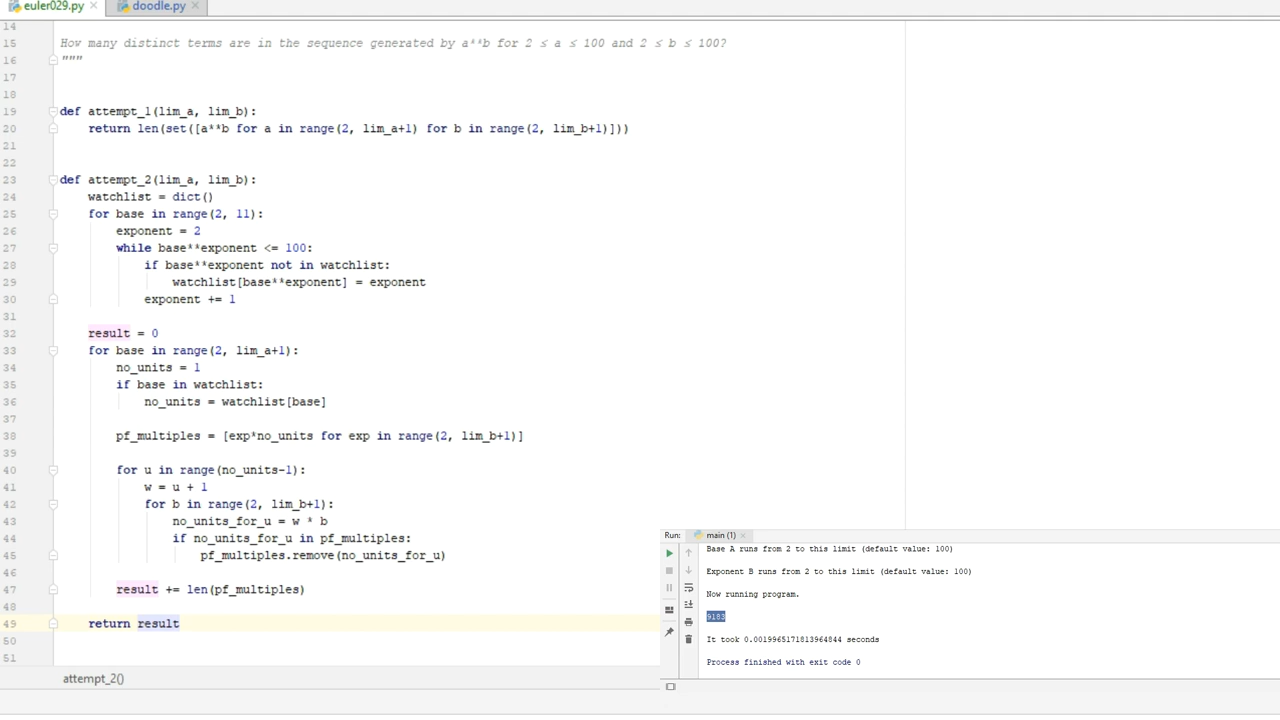 euler029.py
doodle.py
14
15 How many distinct terms are in the sequence generated by a**b for 2 ≤ a ≤ 100 and 2 ≤ b ≤ 100?
16 """
17
18
19 def attempt_1(lim_a, lim_b):
20 return len(set([a**b for a in range(2, lim_a+1) for b in range(2, lim_b+1)]))
21
22
23 def attempt_2(lim_a, lim_b):
24 watchlist = dict()
25 for base in range(2, 11):
26 exponent = 2
27 while base**exponent <= 100:
28 if base**exponent not in watchlist:
29 watchlist[base**exponent] = exponent
30 exponent += 1
31
32 result = 0
33 for base in range(2, lim_a+1):
34 no_units = 1
35 if base in watchlist:
36 no_units = watchlist[base]
37
38 pf_multiples = [exp*no_units for exp in range(2, lim_b+1)]
39
40 for u in range(no_units-1):
41 w = u + 1
42 for b in range(2, lim_b+1):
43 no_units_for_u = w * b
44 if no_units_for_u in pf_multiples:
45 pf_multiples.remove(no_units_for_u)
46
47 result += len(pf_multiples)
48
49 return result
50
51
attempt_2()
Run: main (1)
Base A runs from 2 to this limit (default value: 100)
Exponent B runs from 2 to this limit (default value: 100)
Now running program.
9183
It took 0.0019965171813964844 seconds
Process finished with exit code 0